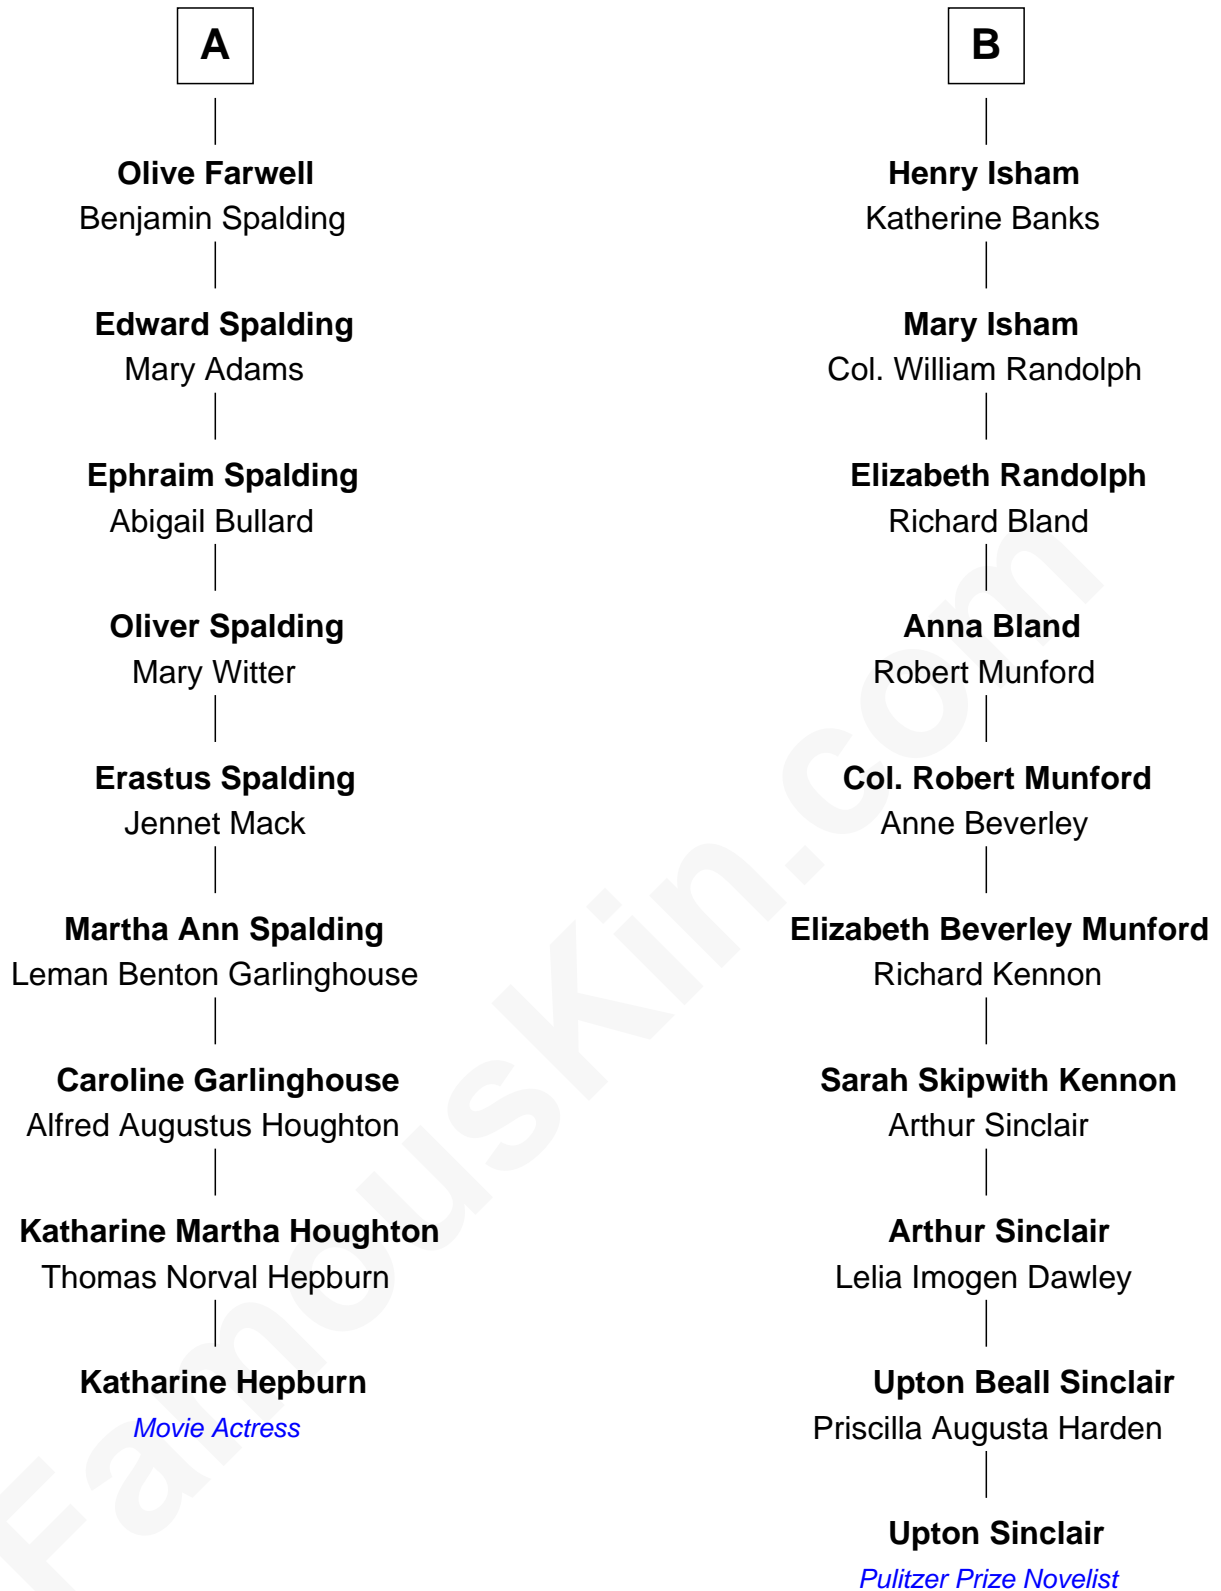 A
Olive Farwell
Benjamin Spalding
Edward Spalding
Mary Adams
Ephraim Spalding
Abigail Bullard
Oliver Spalding
Mary Witter
Erastus Spalding
Jennet Mack
Martha Ann Spalding
Leman Benton Garlinghouse
Caroline Garlinghouse
Alfred Augustus Houghton
Katharine Martha Houghton
Thomas Norval Hepburn
Katharine Hepburn
Movie Actress
B
Henry Isham
Katherine Banks
Mary Isham
Col. William Randolph
Elizabeth Randolph
Richard Bland
Anna Bland
Robert Munford
Col. Robert Munford
Anne Beverley
Elizabeth Beverley Munford
Richard Kennon
Sarah Skipwith Kennon
Arthur Sinclair
Arthur Sinclair
Lelia Imogen Dawley
Upton Beall Sinclair
Priscilla Augusta Harden
Upton Sinclair
Pulitzer Prize Novelist
FamousKin.com